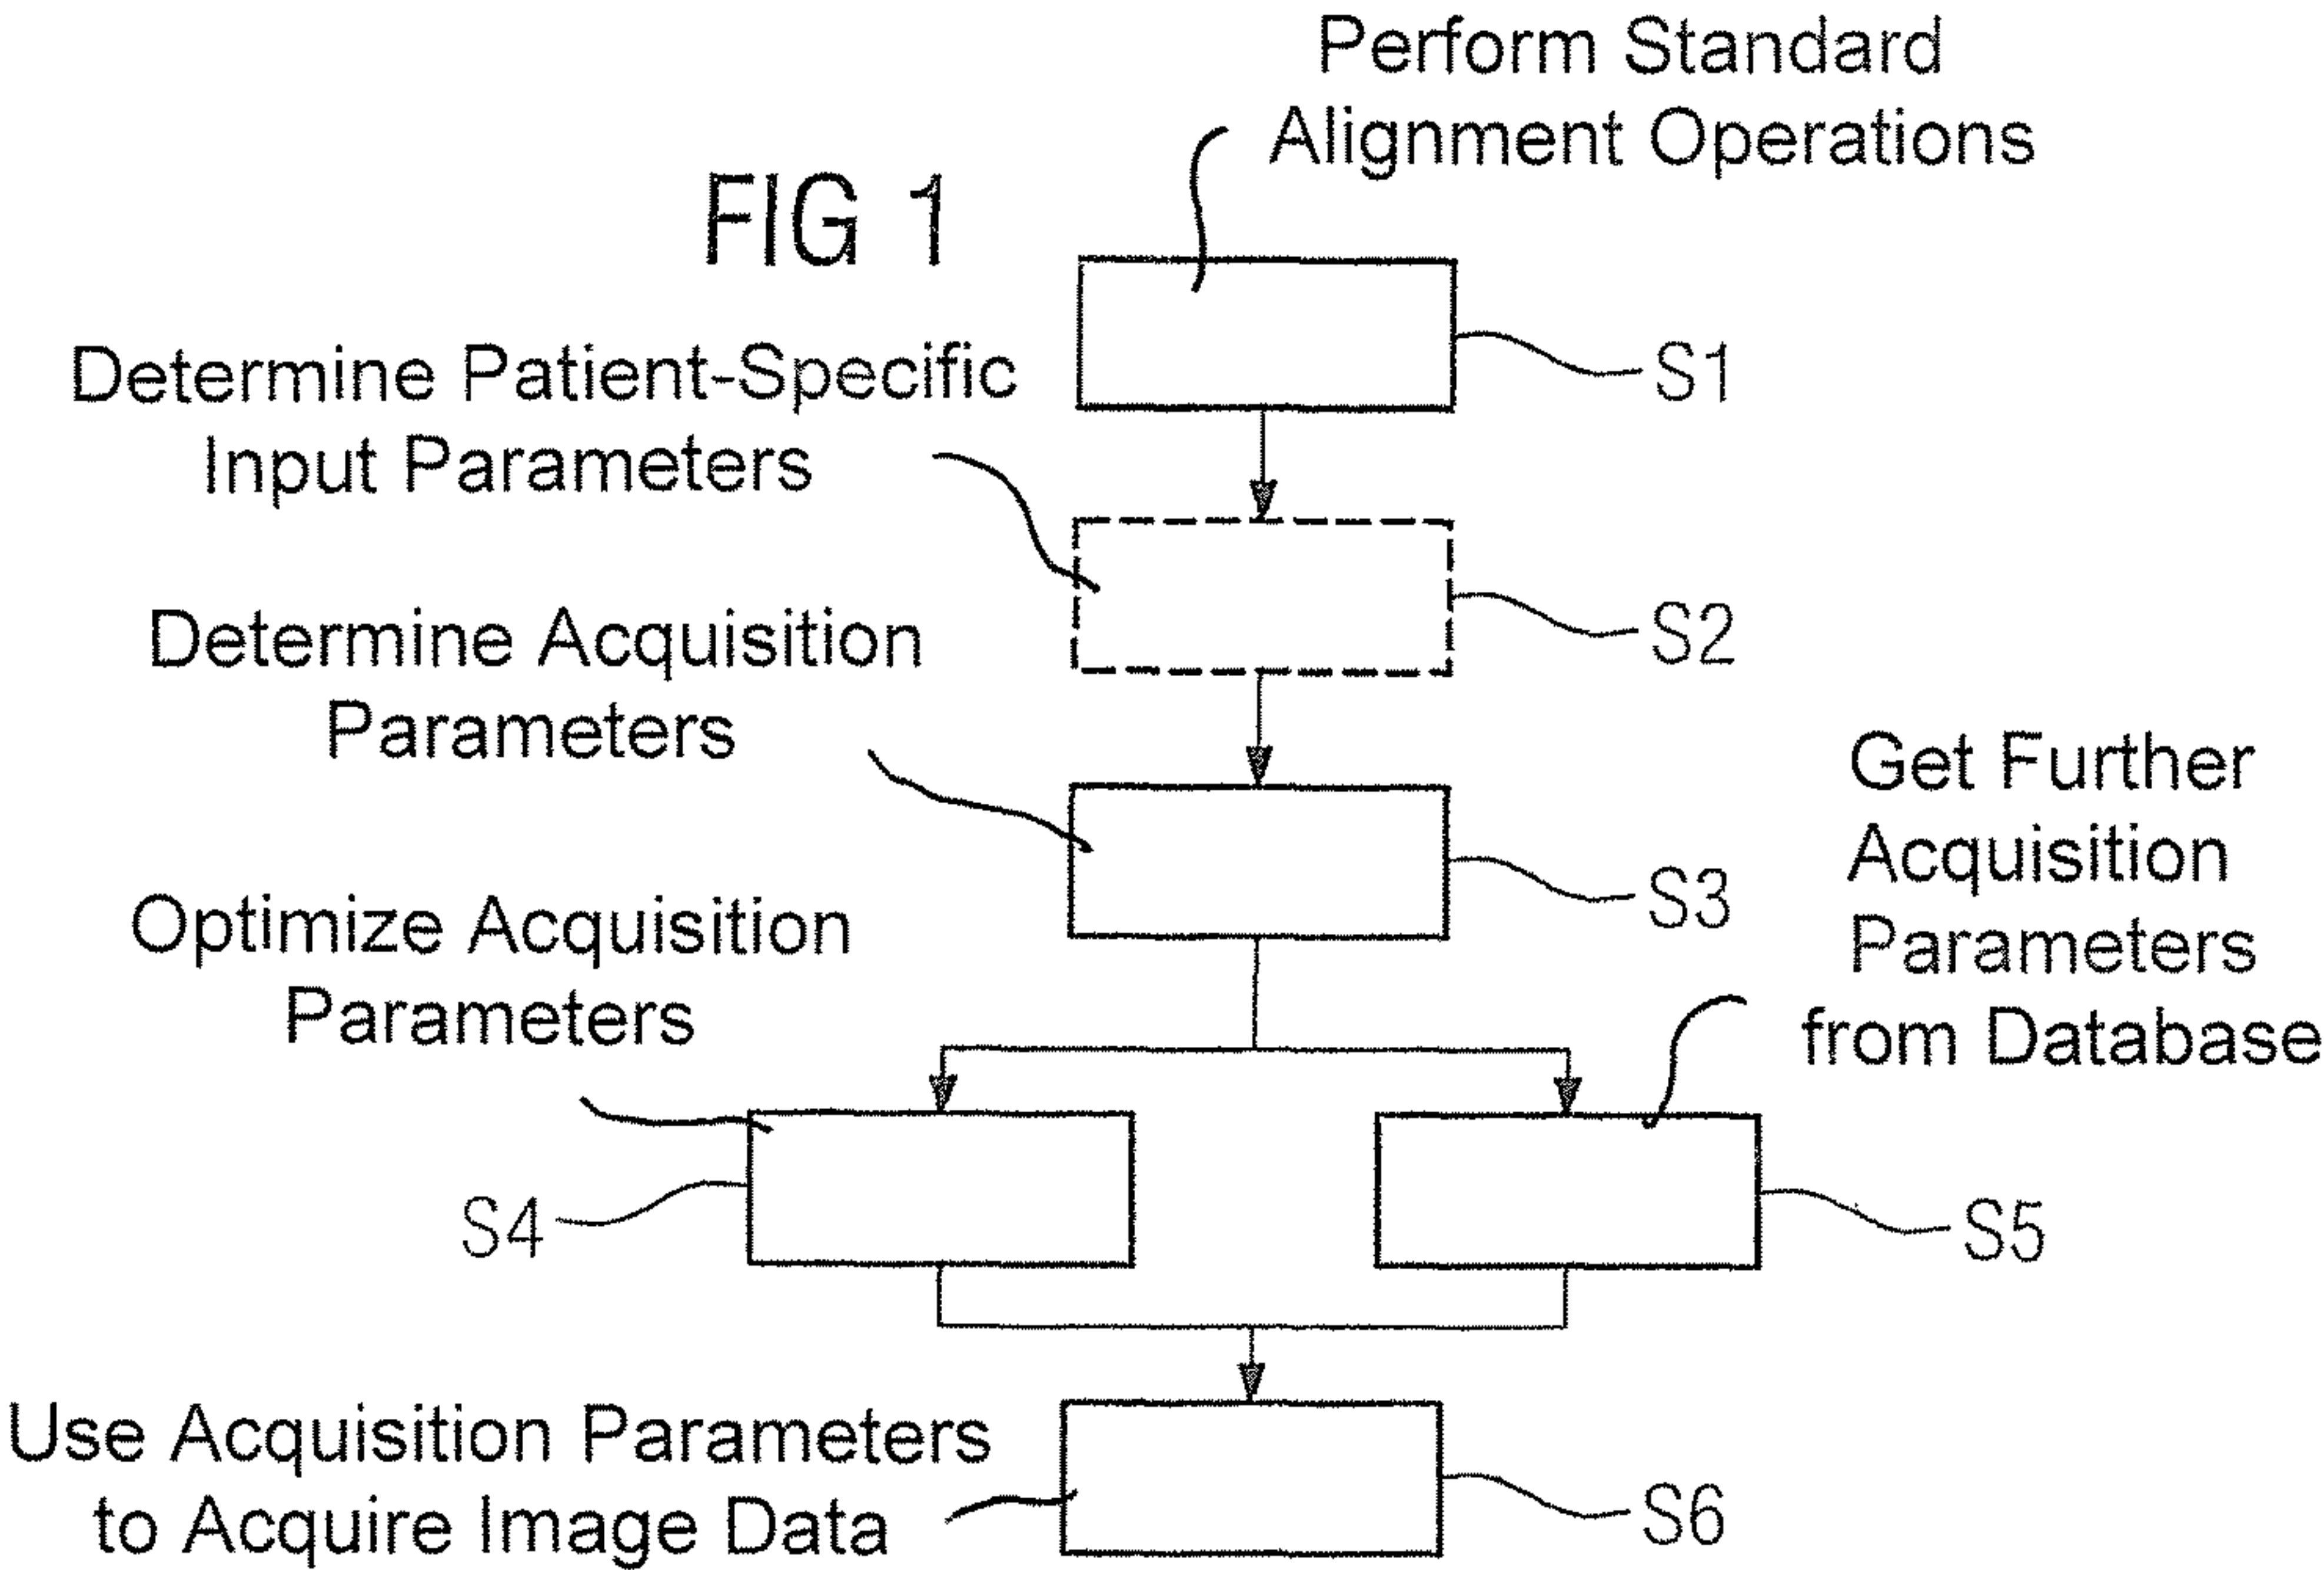 Perform Standard
Alignment Operations
FIG 1
S1
Determine Patient-Specific
Input Parameters
S2
Determine Acquisition
Parameters
S3
Get Further
Acquisition
Parameters
from Database
Optimize Acquisition
Parameters
S4
S5
Use Acquisition Parameters
to Acquire Image Data
S6